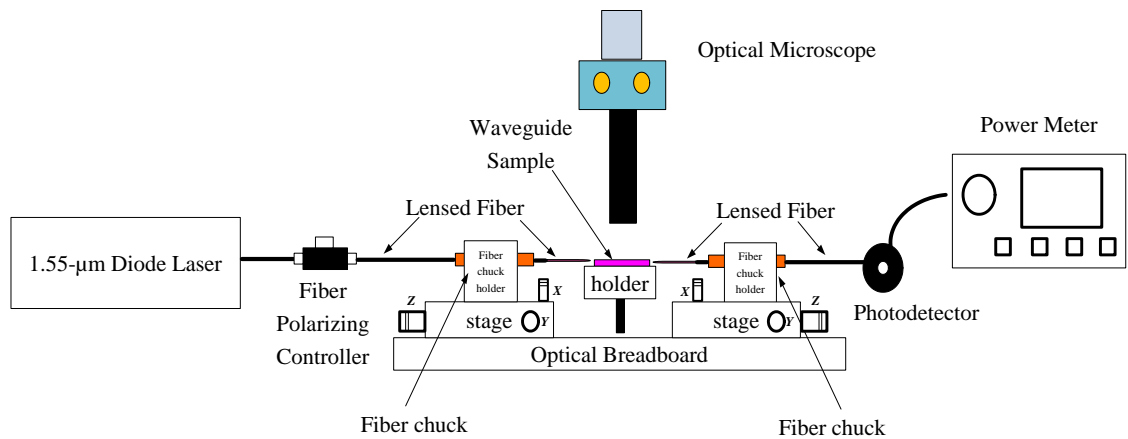 Optical Microscope
Waveguide
Sample
Power Meter
Lensed Fiber
Lensed Fiber
1.55-μm Diode Laser
Fiber
Polarizing
Controller
Fiber
chuck
holder
holder
Fiber
chuck
holder
X
X
Z
stage
Y
stage
Y
Z
Photodetector
Optical Breadboard
Fiber chuck
Fiber chuck